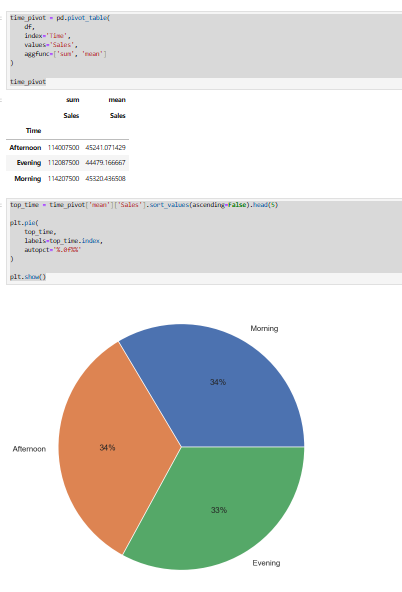 time_pivot = pd.pivot_table(
df,
index='Time',
values='Sales',
aggfunc=['sum', 'mean']
)
time_pivot
sum mean
Sales Sales
Time
Afternoon 114007500 45241.071429
Evening 112087500 44479.166667
Morning 114207500 45320.436508
top_time = time_pivot['mean']['Sales'].sort_values(ascending=False).head(5)
plt.pie(
top_time,
labels=top_time.index,
autopct="%.0f%%"
)
plt.show()
Morning
34%
Afternoon
34%
33%
Evening